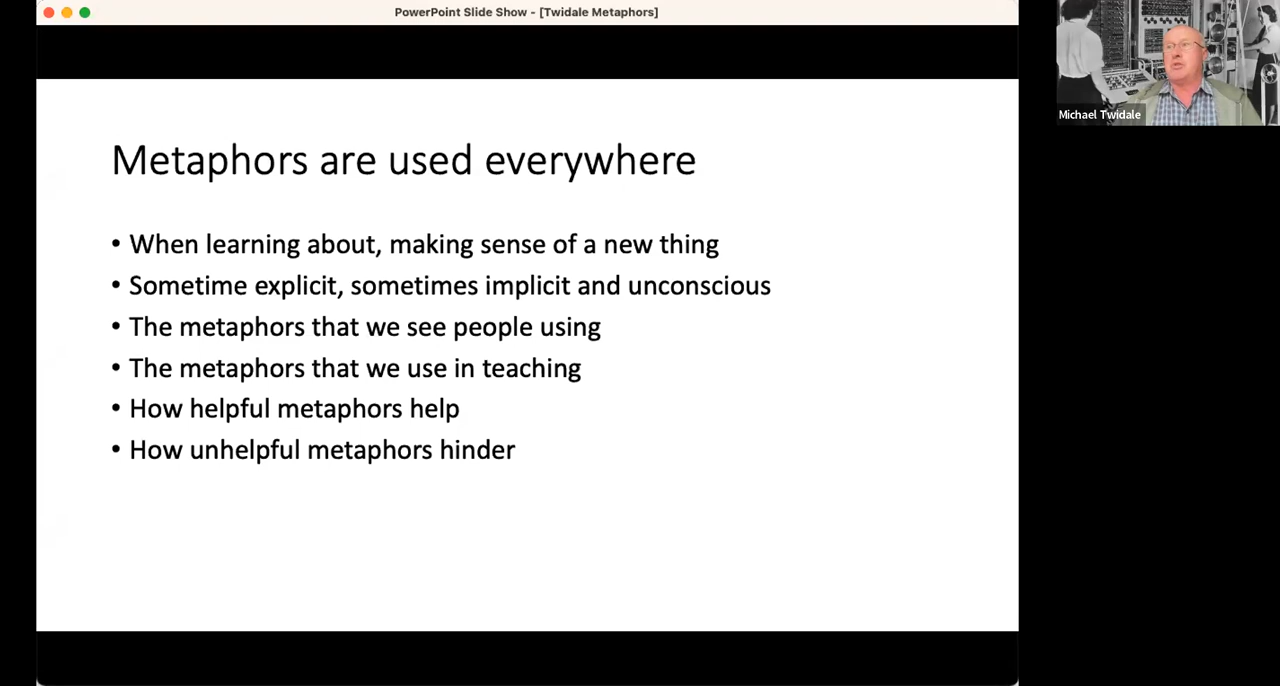 PowerPoint Slide Show - [Twidale Metaphors]
Michael Twidale
Metaphors are used everywhere
• When learning about, making sense of a new thing
• Sometime explicit, sometimes implicit and unconscious
• The metaphors that we see people using
• The metaphors that we use in teaching
• How helpful metaphors help
• How unhelpful metaphors hinder